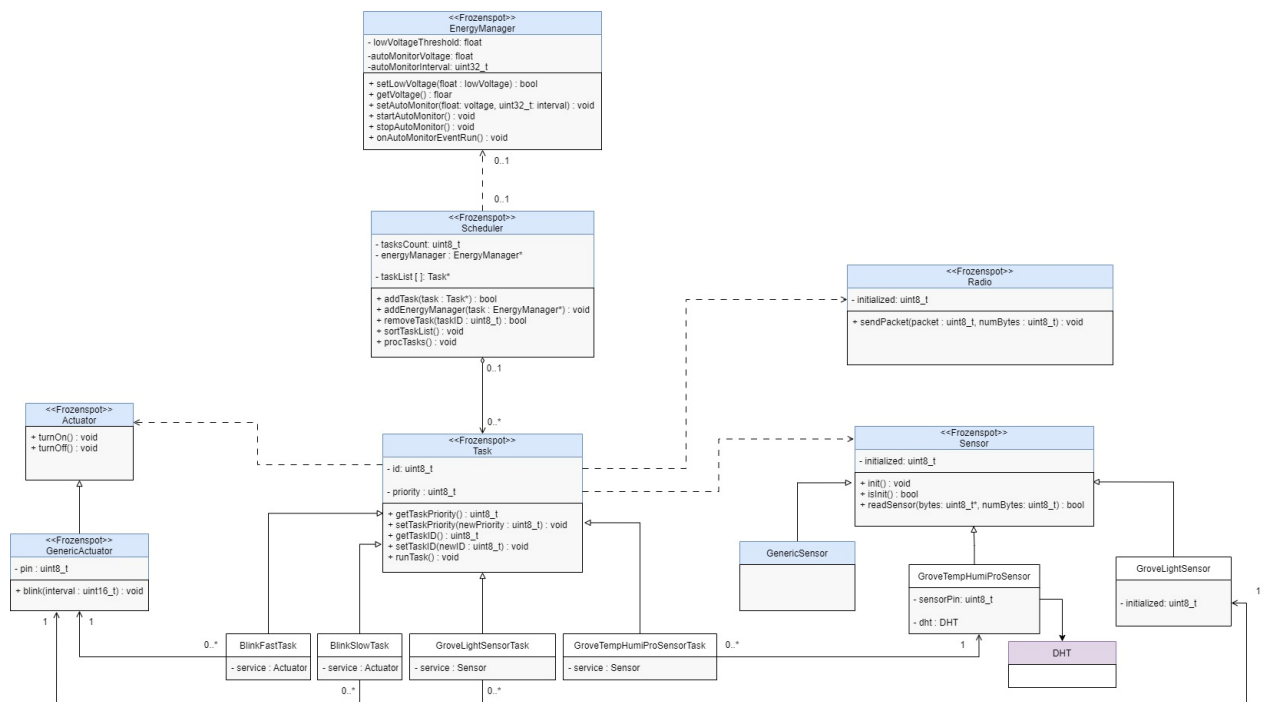 <<Frozenspot>>
EnergyManager
- lowVoltageThreshold: float
-autoMonitorVoltage: float
-autoMonitorInterval: uint32_t
+ setLowVoltage(float : lowVoltage) : bool
+ getVoltage() : floar
+ setAutoMonitor(float: voltage, uint32_t: interval) : void
+ startAutoMonitor() : void
+ stopAutoMonitor() : void
+ onAutoMonitorEventRun() : void
0..1
0..1
<<Frozenspot>>
Scheduler
- tasksCount: uint8_t
- energyManager : EnergyManager*
- taskList [ ]: Task*
+ addTask(task : Task*) : bool
+ addEnergyManager(task : EnergyManager*) : void
+ removeTask(taskID : uint8_t) : bool
+ sortTaskList() : void
+ procTasks() : void
0..1
0..*
<<Frozenspot>>
Radio
- initialized: uint8_t
+ sendPacket(packet : uint8_t, numBytes : uint8_t) : void
<<Frozenspot>>
Actuator
+ turnOn() : void
+ turnOff() : void
<<Frozenspot>>
Task
- id: uint8_t
- priority : uint8_t
+ getTaskPriority() : uint8_t
+ setTaskPriority(newPriority : uint8_t) : void
+ getTaskID() : uint8_t
+ setTaskID(newID : uint8_t) : void
+ runTask() : void
<<Frozenspot>>
Sensor
- initialized: uint8_t
+ init() : void
+ isInit() : bool
+ readSensor(bytes: uint8_t*, numBytes: uint8_t) : bool
<<Frozenspot>>
GenericActuator
- pin : uint8_t
+ blink(interval : uint16_t) : void
1
1
GenericSensor
GroveTempHumiProSensor
- sensorPin: uint8_t
- dht : DHT
GroveLightSensor
- initialized: uint8_t
1
0..*
BlinkFastTask
- service : Actuator
BlinkSlowTask
- service : Actuator
GroveLightSensorTask
- service : Sensor
GroveTempHumiProSensorTask
- service : Sensor
0..*
1
DHT
0..*
0..*